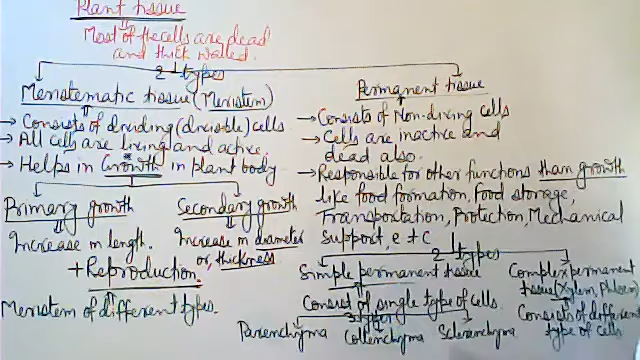 Plant tissue
Most of the cells are dead
and thick walled.
2 types
Meristematic tissue (Meristem)
→ Consists of dividing (divisible) cells
→ All cells are living and active.
→ Helps in Growth in plant body
Primary growth
Increase in length.
Secondary growth
Increase in diameter
or, thickness
+ Reproduction.
Meristem of different types.
Permanent tissue
→ Consists of Non-diving cells
→ Cells are inactive and
dead also.
→ Responsible for other functions than growth
like food formation, Food storage,
Transportation, Protection, Mechanical
Support, etc
2 types
Simple permanent tissue
Consist of single type of cells
3 types
Parenchyma Collenchyma Sclerenchyma
Complex permanent
tissue (Xylem, Phloem)
Consists of different
type of cells